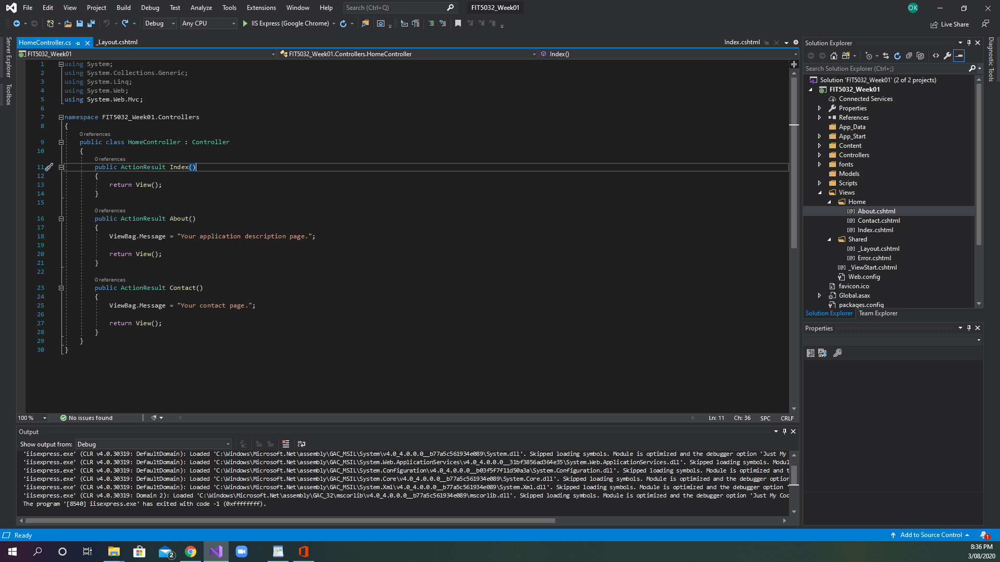 File Edit View Project Build Debug Test Analyze Tools Extensions Window Help Search (Ctrl+Q) FIT5032_Week01 OK
Debug Any CPU IIS Express (Google Chrome) Live Share
Server Explorer
Toolbox
HomeController.cs _Layout.cshtml Index.cshtml
FIT5032_Week01 FIT5032_Week01.Controllers.HomeController Index()
1 using System;
2 using System.Collections.Generic;
3 using System.Linq;
4 using System.Web;
5 using System.Web.Mvc;
6
7 namespace FIT5032_Week01.Controllers
8 {
0 references
9 public class HomeController : Controller
10 {
0 references
11 public ActionResult Index()
12 {
13 return View();
14 }
15
0 references
16 public ActionResult About()
17 {
18 ViewBag.Message = "Your application description page.";
19
20 return View();
21 }
22
0 references
23 public ActionResult Contact()
24 {
25 ViewBag.Message = "Your contact page.";
26
27 return View();
28 }
29 }
30 }
100 % No issues found Ln: 11 Ch: 36 SPC CRLF
Output
Show output from: Debug
'iisexpress.exe' (CLR v4.0.30319: DefaultDomain): Loaded 'C:\Windows\Microsoft.Net\assembly\GAC_MSIL\System\v4.0_4.0.0.0__b77a5c561934e089\System.dll'. Skipped loading symbols. Module is optimized and the debugger option 'Just My
'iisexpress.exe' (CLR v4.0.30319: DefaultDomain): Loaded 'C:\Windows\Microsoft.Net\assembly\GAC_MSIL\System.Web.ApplicationServices\v4.0_4.0.0.0__31bf3856ad364e35\System.Web.ApplicationServices.dll'. Skipped loading symbols. Modul
'iisexpress.exe' (CLR v4.0.30319: DefaultDomain): Loaded 'C:\Windows\Microsoft.Net\assembly\GAC_MSIL\System.Configuration\v4.0_4.0.0.0__b03f5f7f11d50a3a\System.Configuration.dll'. Skipped loading symbols. Module is optimized and t
'iisexpress.exe' (CLR v4.0.30319: DefaultDomain): Loaded 'C:\Windows\Microsoft.Net\assembly\GAC_MSIL\System.Core\v4.0_4.0.0.0__b77a5c561934e089\System.Core.dll'. Skipped loading symbols. Module is optimized and the debugger option
'iisexpress.exe' (CLR v4.0.30319: DefaultDomain): Loaded 'C:\Windows\Microsoft.Net\assembly\GAC_MSIL\System.Xml\v4.0_4.0.0.0__b77a5c561934e089\System.Xml.dll'. Skipped loading symbols. Module is optimized and the debugger option '
'iisexpress.exe' (CLR v4.0.30319: Domain 2): Loaded 'C:\Windows\Microsoft.Net\assembly\GAC_32\mscorlib\v4.0_4.0.0.0__b77a5c561934e089\mscorlib.dll'. Skipped loading symbols. Module is optimized and the debugger option 'Just My Cod
The program '[8540] iisexpress.exe' has exited with code -1 (0xffffffff).
Solution Explorer
Search Solution Explorer (Ctrl+;)
Solution 'FIT5032_Week01' (2 of 2 projects)
FIT5032_Week01
Connected Services
Properties
References
App_Data
App_Start
Content
Controllers
fonts
Models
Scripts
Views
Home
About.cshtml
Contact.cshtml
Index.cshtml
Shared
_Layout.cshtml
Error.cshtml
_ViewStart.cshtml
Web.config
favicon.ico
Global.asax
packages.config
Solution Explorer Team Explorer
Properties
Diagnostic Tools
Ready Add to Source Control 1
2
8:36 PM
3/08/2020